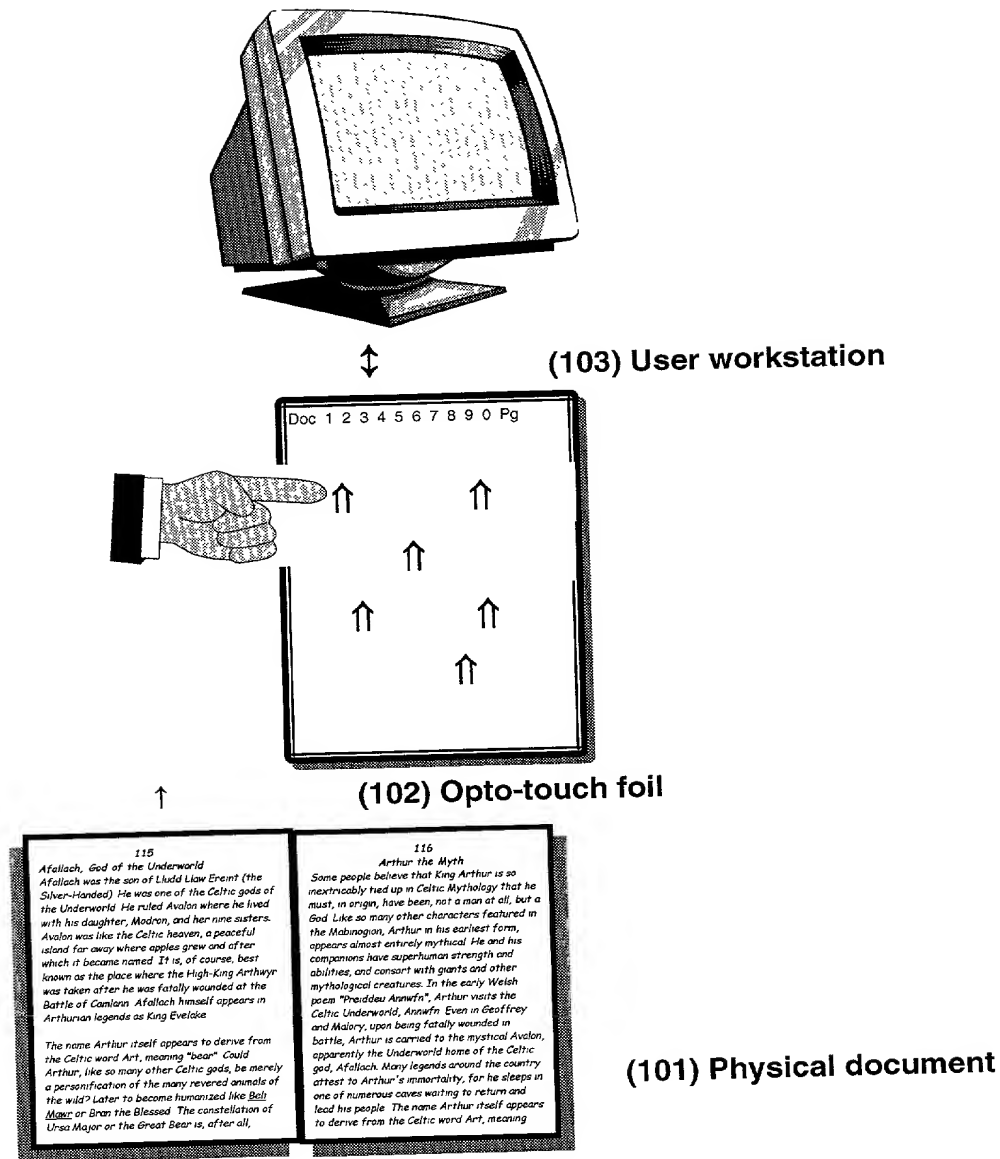 (103) User workstation
Doc 1 2 3 4 5 6 7 8 9 0 Pg
(102) Opto-touch foil
115
Afallach, God of the Underworld
Afallach was the son of Lludd Llaw Ereint (the
Silver-Handed) He was one of the Celtic gods of
the Underworld He ruled Avalon where he lived
with his daughter, Modron, and her nine sisters.
Avalon was like the Celtic heaven, a peaceful
island far away where apples grew and after
which it became named It is, of course, best
known as the place where the High-King Arthwyr
was taken after he was fatally wounded at the
Battle of Camlann Afallach himself appears in
Arthurian legends as King Evelake
The name Arthur itself appears to derive from
the Celtic word Art, meaning "bear" Could
Arthur, like so many other Celtic gods, be merely
a personification of the many revered animals of
the wild? Later to become humanized like Beli
Mawr or Bran the Blessed The constellation of
Ursa Major or the Great Bear is, after all,
116
Arthur the Myth
Some people believe that King Arthur is so
inextricably tied up in Celtic Mythology that he
must, in origin, have been, not a man at all, but a
God Like so many other characters featured in
the Mabinogion, Arthur in his earliest form,
appears almost entirely mythical He and his
companions have superhuman strength and
abilities, and consort with giants and other
mythological creatures. In the early Welsh
poem "Preiddeu Annwfn", Arthur visits the
Celtic Underworld, Annwfn Even in Geoffrey
and Malory, upon being fatally wounded in
battle, Arthur is carried to the mystical Avalon,
apparently the Underworld home of the Celtic
god, Afallach. Many legends around the country
attest to Arthur's immortality, for he sleeps in
one of numerous caves waiting to return and
lead his people The name Arthur itself appears
to derive from the Celtic word Art, meaning
(101) Physical document